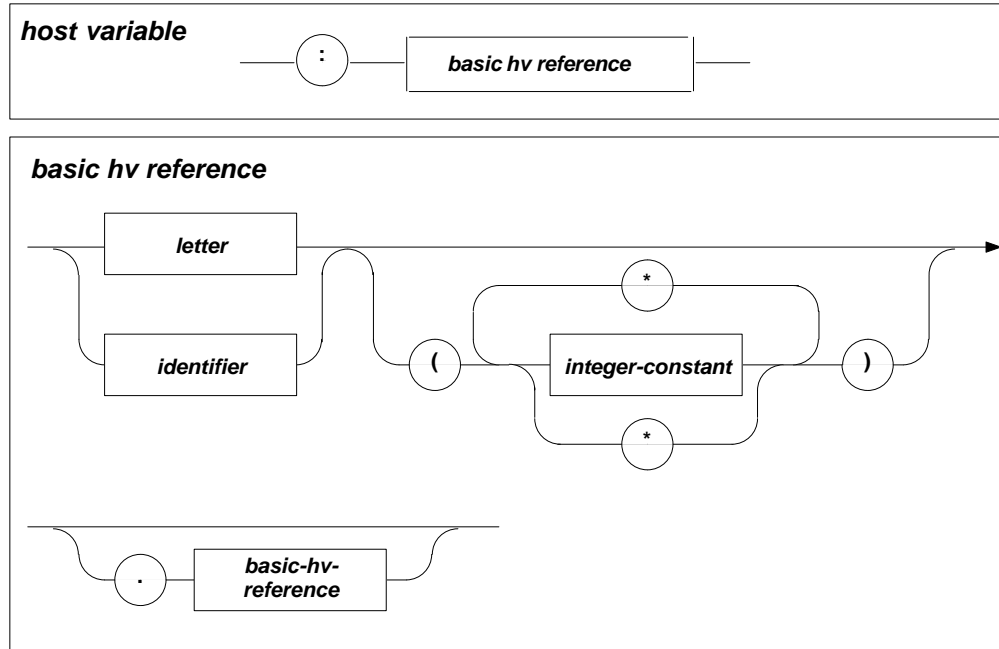 host variable
:
basic hv reference
basic hv reference
letter
*
identifier
(
integer-constant
)
*
.
basic-hv-
reference